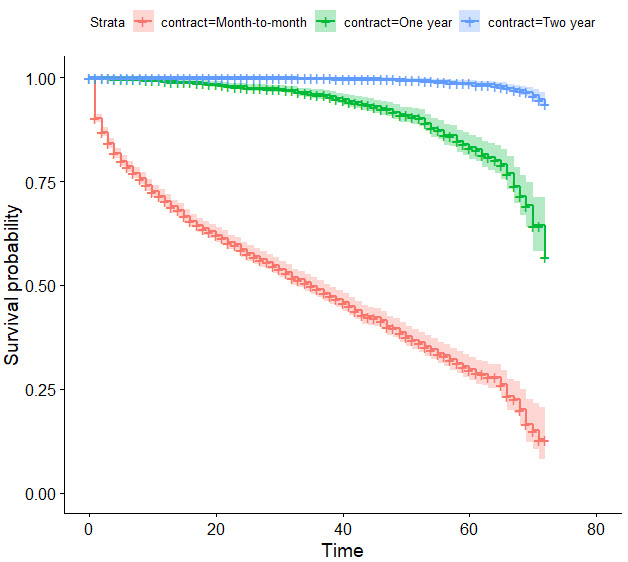 Strata contract=Month-to-month contract=One year contract=Two year
1.00
0.75
0.50
0.25
0.00
Survival probability
0 20 40 60 80
Time